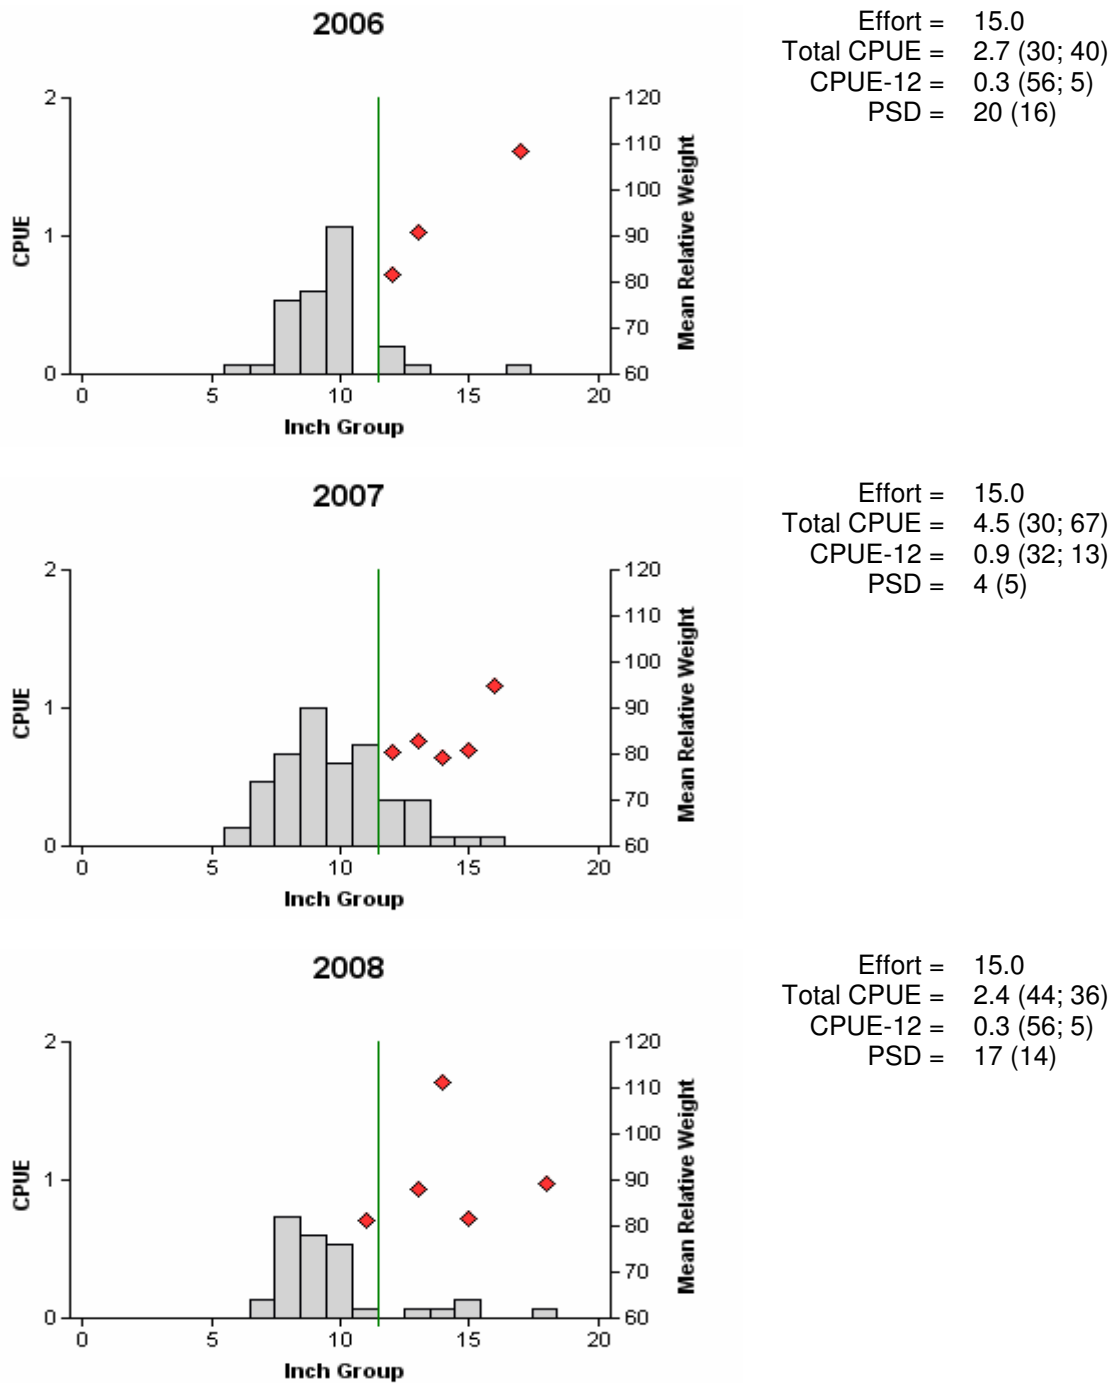 2006
Effort = 15.0
Total CPUE = 2.7 (30; 40)
CPUE-12 = 0.3 (56; 5)
PSD = 20 (16)
2
1
0
CPUE
120
110
100
90
80
70
60
Mean Relative Weight
0 5 10 15 20
Inch Group
2007
Effort = 15.0
Total CPUE = 4.5 (30; 67)
CPUE-12 = 0.9 (32; 13)
PSD = 4 (5)
2
1
0
CPUE
120
110
100
90
80
70
60
Mean Relative Weight
0 5 10 15 20
Inch Group
2008
Effort = 15.0
Total CPUE = 2.4 (44; 36)
CPUE-12 = 0.3 (56; 5)
PSD = 17 (14)
2
1
0
CPUE
120
110
100
90
80
70
60
Mean Relative Weight
0 5 10 15 20
Inch Group